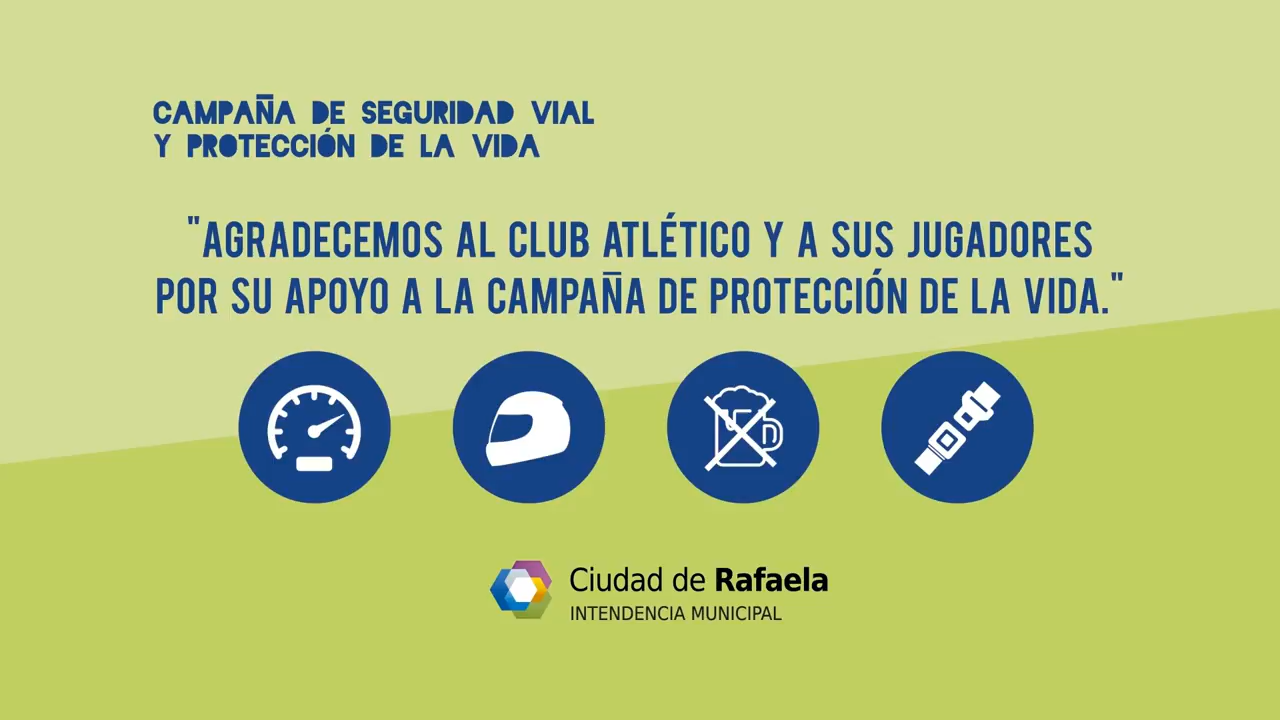 CAMPAÑA DE SEGURIDAD VIAL
Y PROTECCIÓN DE LA VIDA
"AGRADECEMOS AL CLUB ATLÉTICO Y A SUS JUGADORES
POR SU APOYO A LA CAMPAÑA DE PROTECCIÓN DE LA VIDA."
Ciudad de Rafaela
INTENDENCIA MUNICIPAL